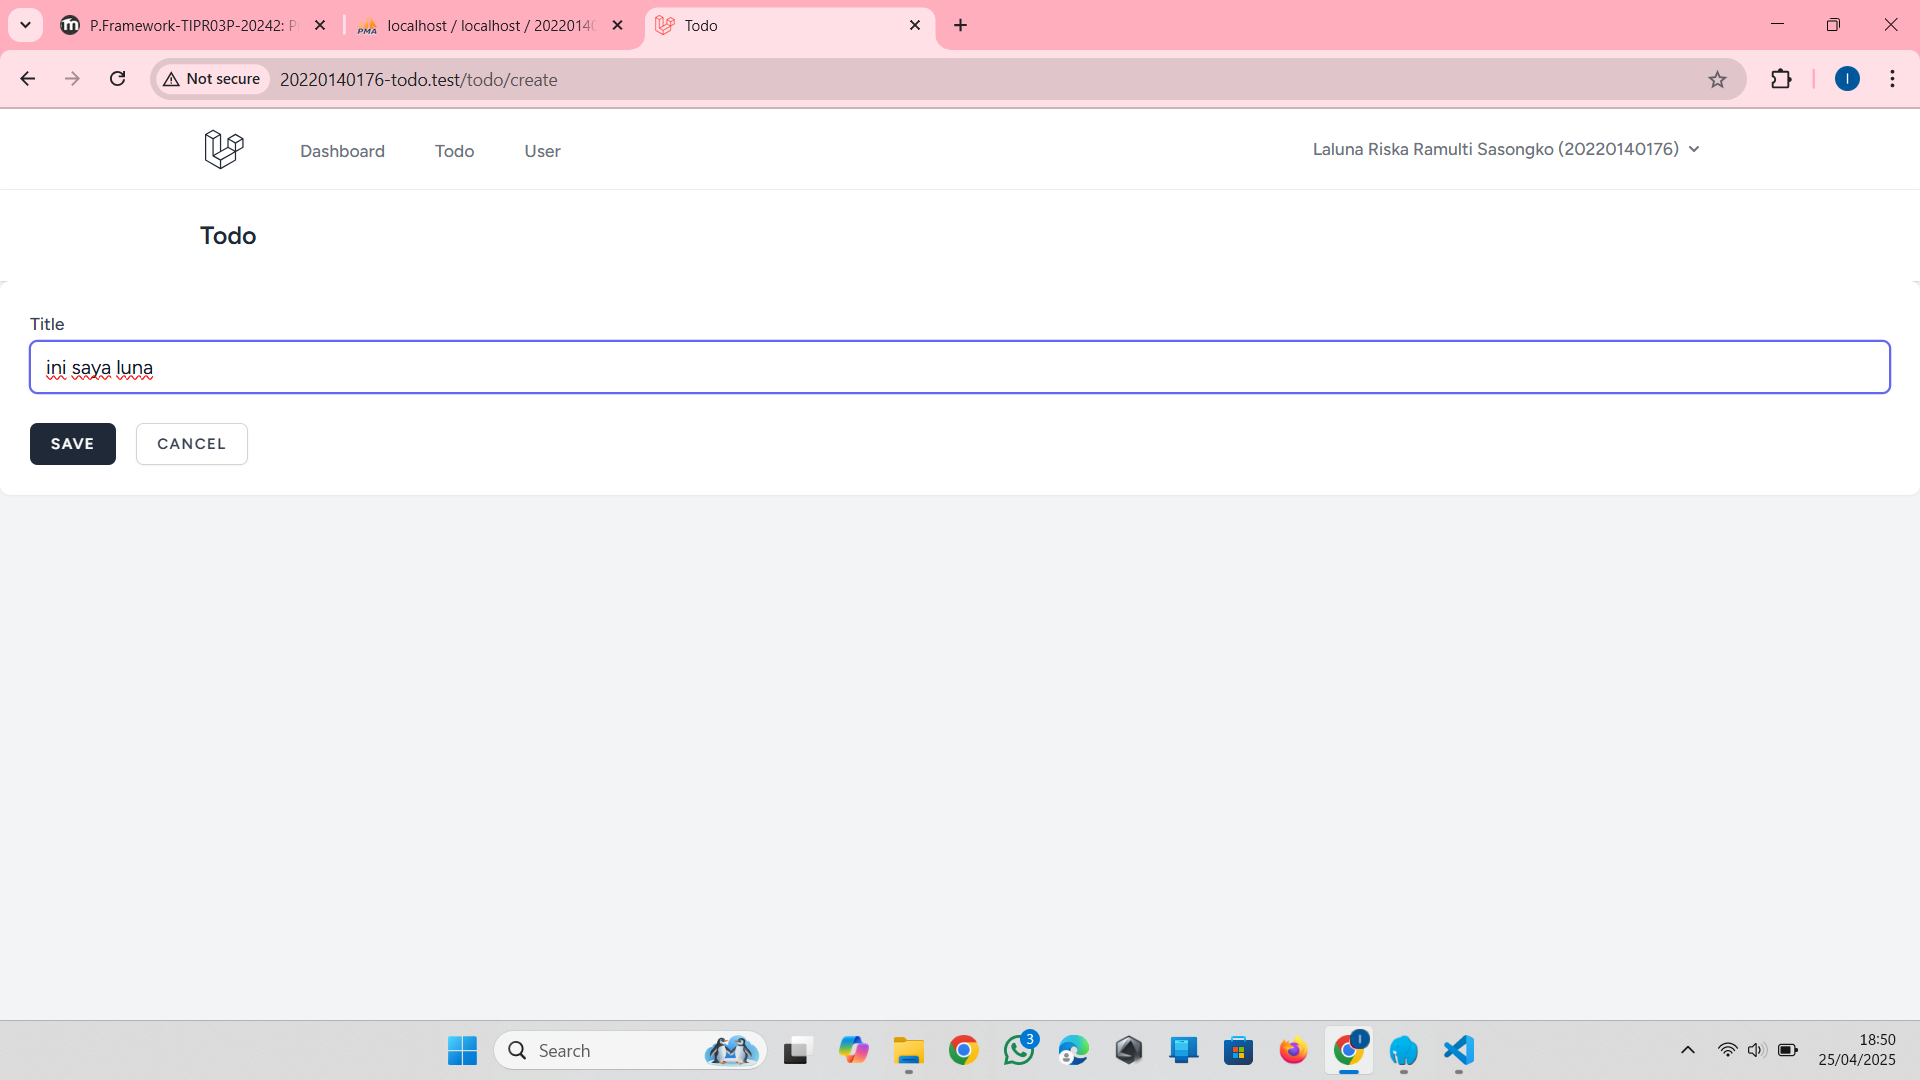 P.Framework-TIPR03P-20242: P
localhost / localhost / 20220140
Todo
Not secure
20220140176-todo.test/todo/create
I
Dashboard
Todo
User
Laluna Riska Ramulti Sasongko (20220140176)
Todo
Title
ini saya luna
SAVE
CANCEL
Search
3
I
18:50
25/04/2025